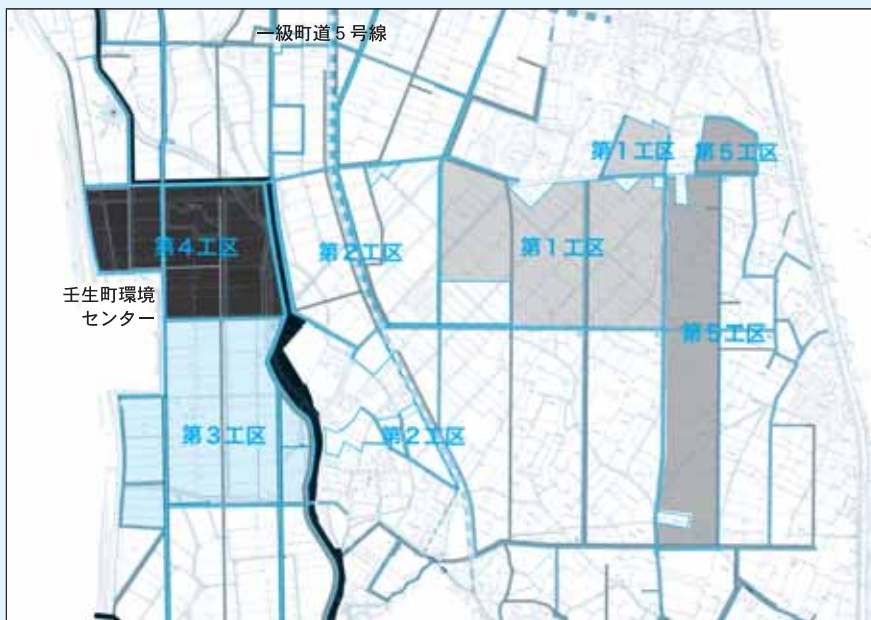 一級町道5号線
第1工区
第5工区
第4工区
第2工区
第1工区
壬生町環境
センター
第5工区
第3工区
第2工区